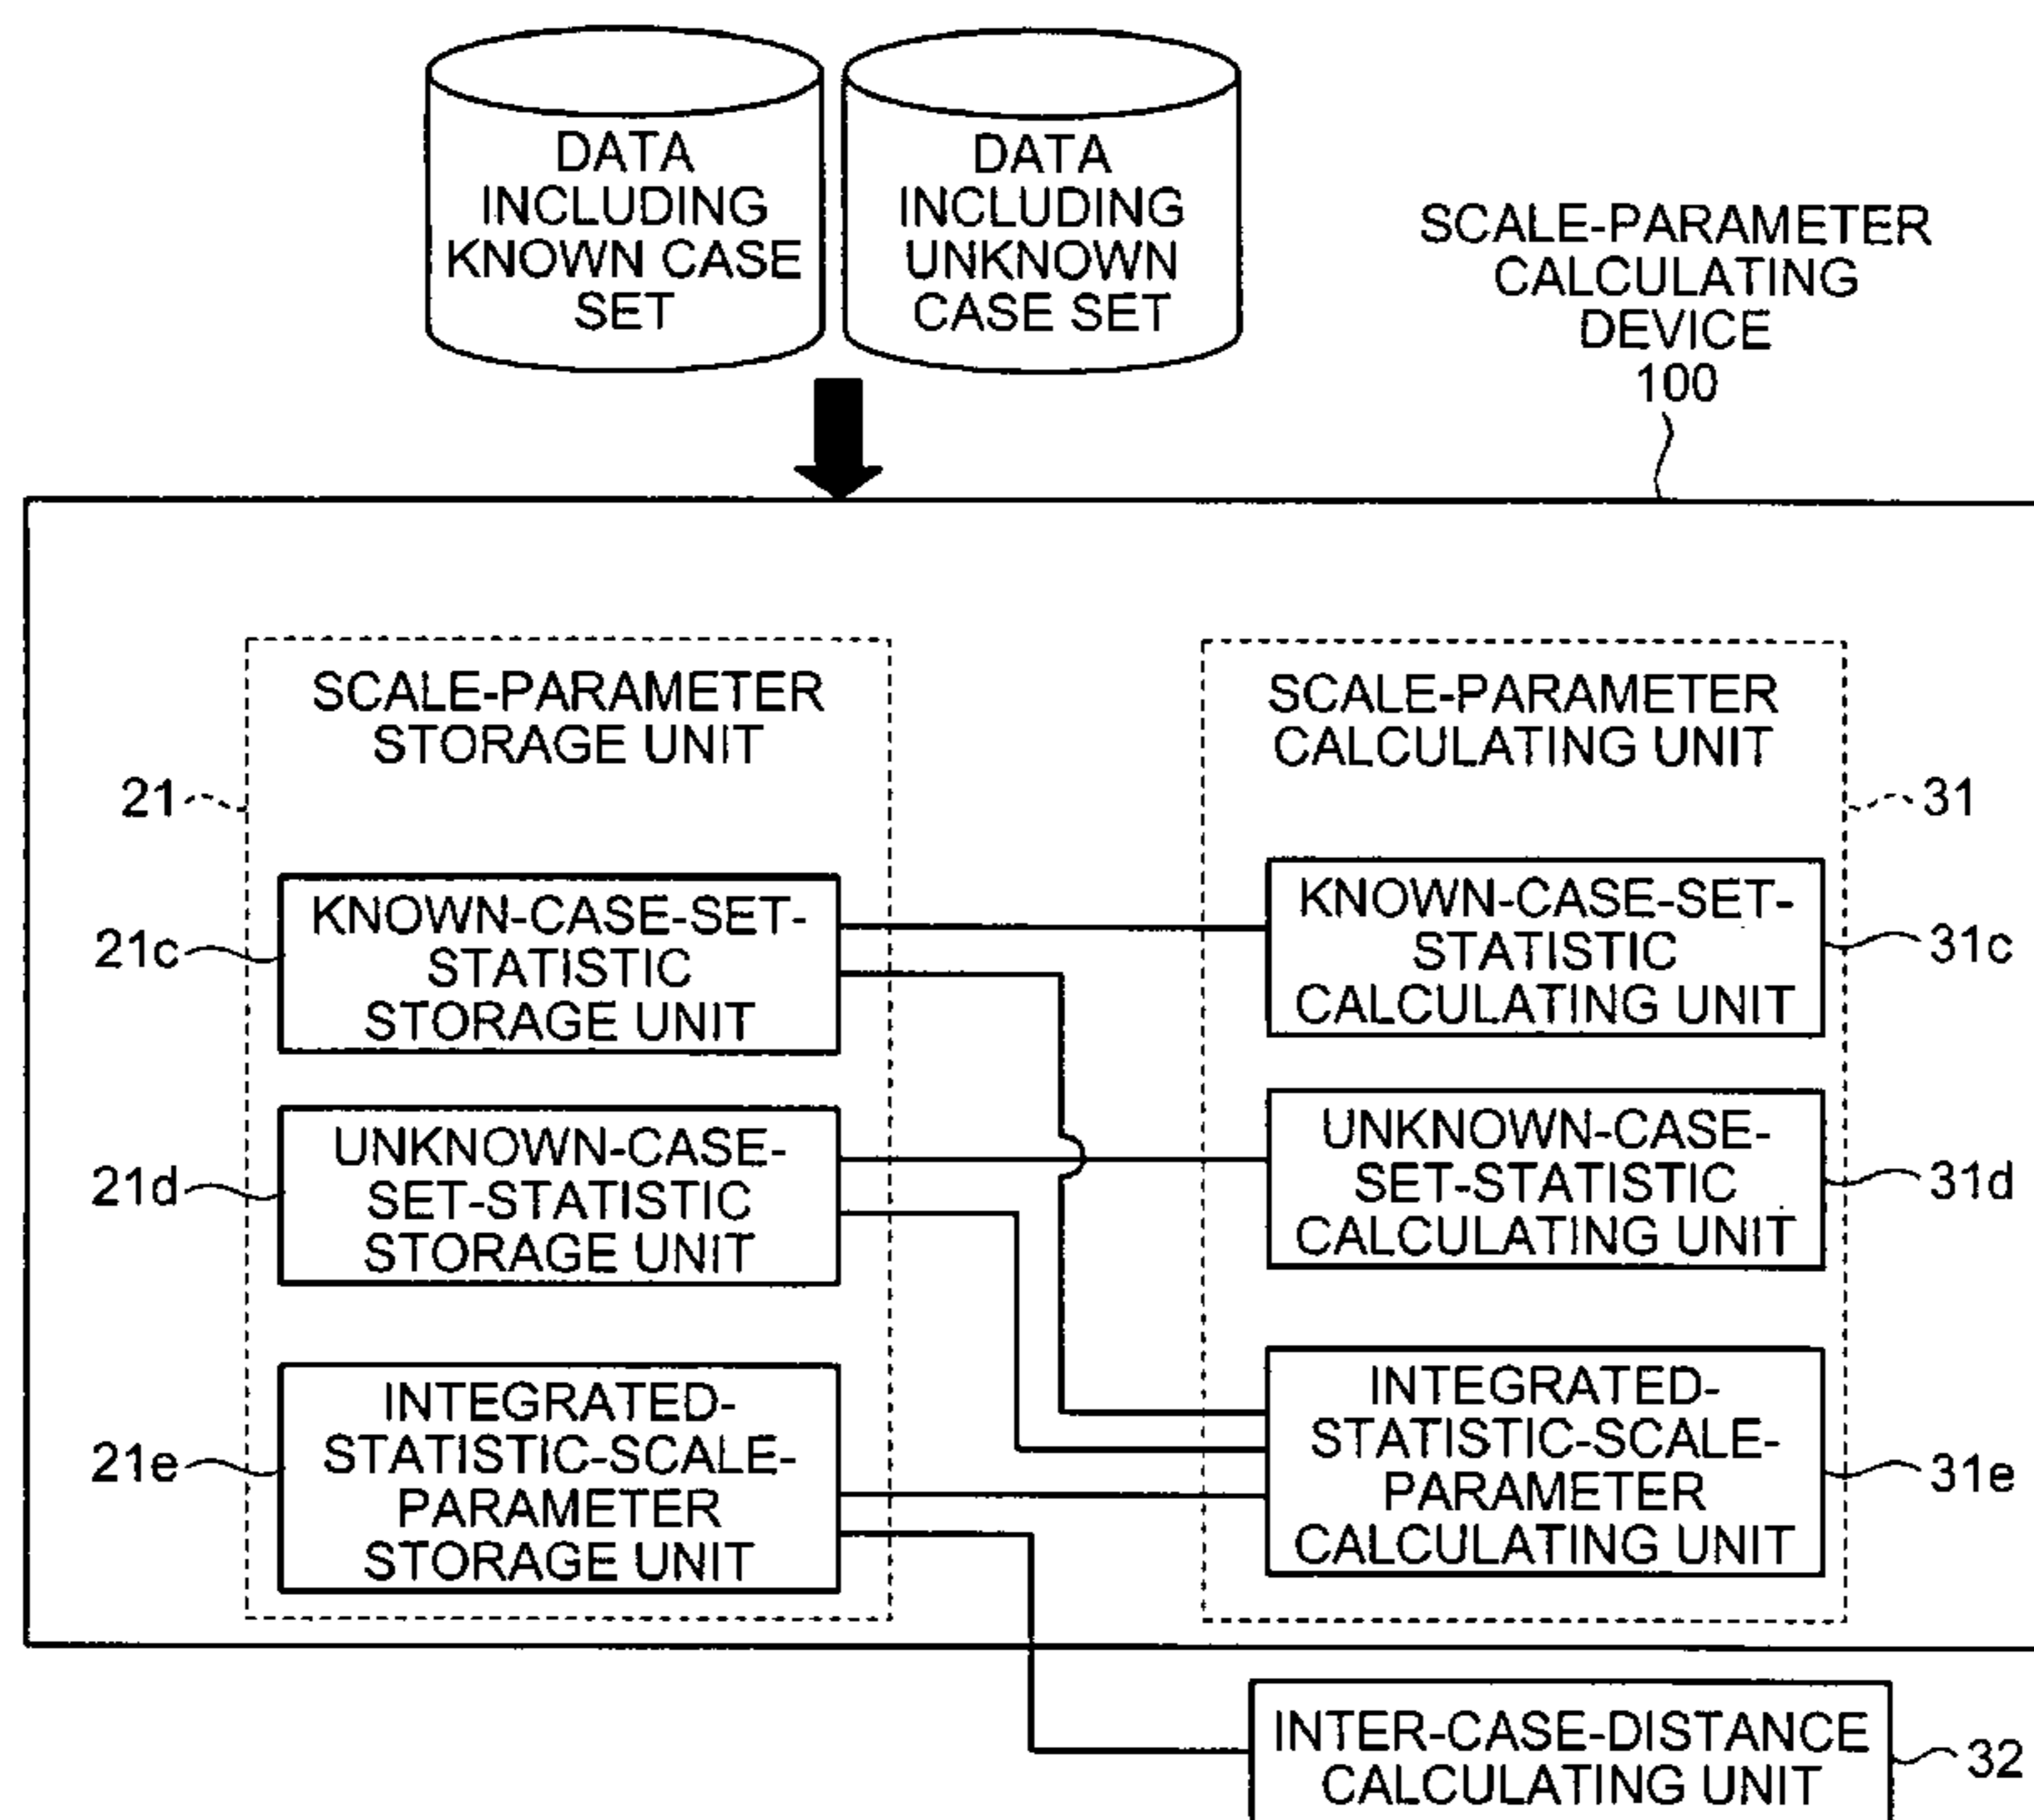 DATA
INCLUDING
KNOWN CASE
SET
DATA
INCLUDING
UNKNOWN
CASE SET
SCALE-PARAMETER
CALCULATING
DEVICE
100
SCALE-PARAMETER
STORAGE UNIT
21
KNOWN-CASE-SET-
STATISTIC
STORAGE UNIT
21c
UNKNOWN-CASE-
SET-STATISTIC
STORAGE UNIT
21d
INTEGRATED-
STATISTIC-SCALE-
PARAMETER
STORAGE UNIT
21e
SCALE-PARAMETER
CALCULATING UNIT
31
KNOWN-CASE-SET-
STATISTIC
CALCULATING UNIT
31c
UNKNOWN-CASE-
SET-STATISTIC
CALCULATING UNIT
31d
INTEGRATED-
STATISTIC-SCALE-
PARAMETER
CALCULATING UNIT
31e
INTER-CASE-DISTANCE
CALCULATING UNIT
32